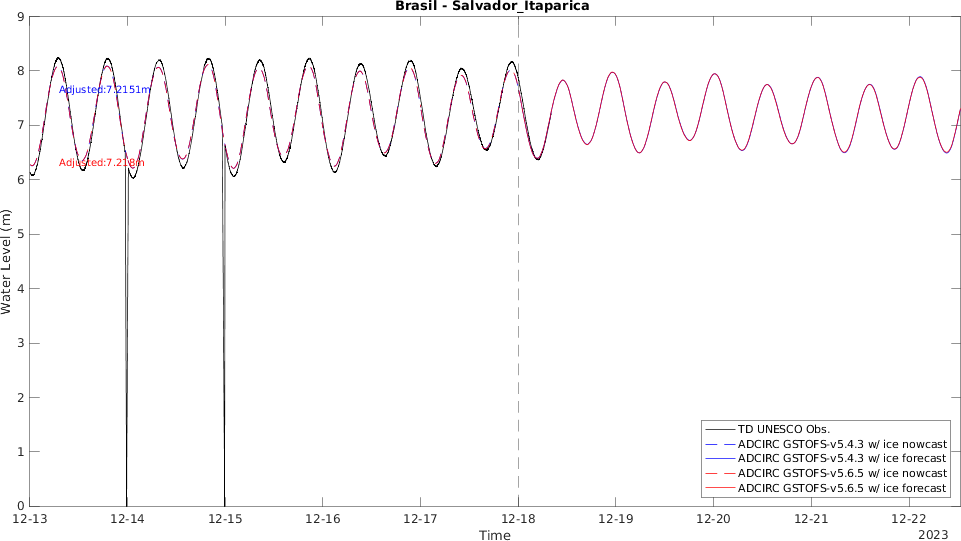 Brasil - Salvador_Itaparica
9
8
7
6
5
4
3
2
1
0
Water Level (m)
Adjusted:7.2151m
Adjusted:7.218m
TD UNESCO Obs.
ADCIRC GSTOFS-v5.4.3 w/ ice nowcast
ADCIRC GSTOFS-v5.4.3 w/ ice forecast
ADCIRC GSTOFS-v5.6.5 w/ ice nowcast
ADCIRC GSTOFS-v5.6.5 w/ ice forecast
12-13 12-14 12-15 12-16 12-17 12-18 12-19 12-20 12-21 12-22
Time
2023